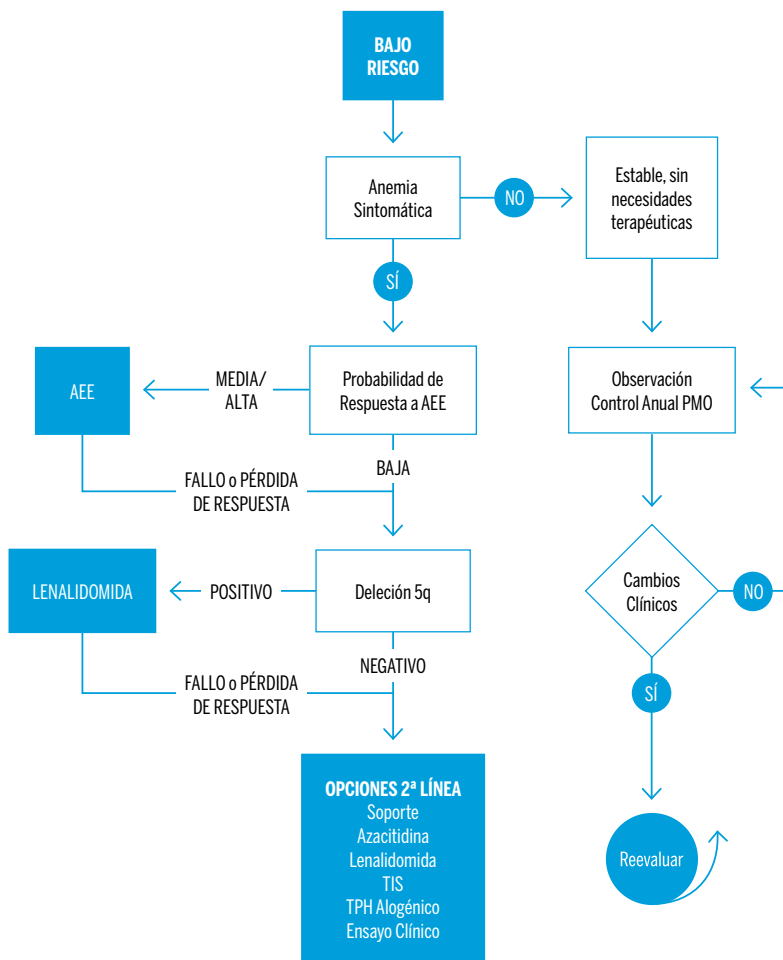 BAJO
RIESGO
Anemia
Sintomática
NO
Estable, sin
necesidades
terapéuticas
SÍ
AEE
MEDIA/
ALTA
Probabilidad de
Respuesta a AEE
Observación
Control Anual PMO
BAJA
FALLO o PÉRDIDA
DE RESPUESTA
LENALIDOMIDA
POSITIVO
Deleción 5q
Cambios
Clínicos
NO
NEGATIVO
FALLO o PÉRDIDA
DE RESPUESTA
SÍ
OPCIONES 2ª LÍNEA
Soporte
Azacitidina
Lenalidomida
TIS
TPH Alogénico
Ensayo Clínico
Reevaluar